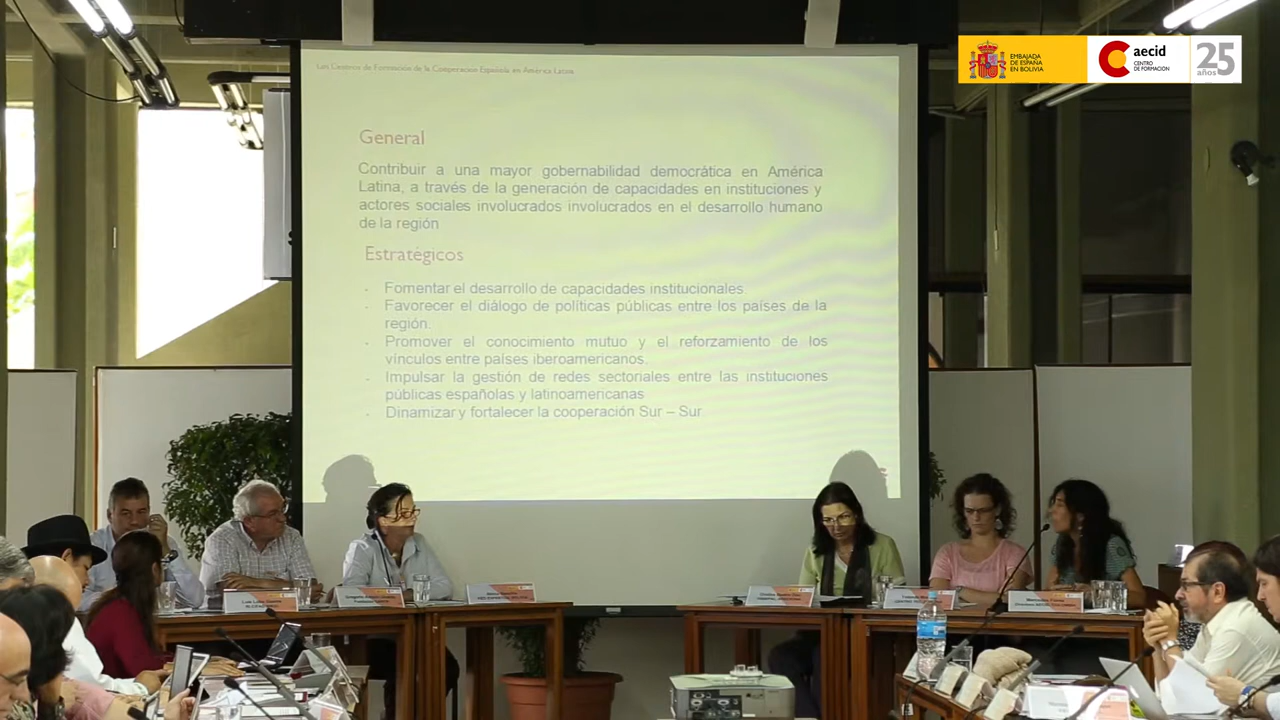 Los Centros de Formación de la Cooperación Española en América Latina
EMBAJADA
DE ESPAÑA
EN BOLIVIA
aecid
CENTRO
DE FORMACIÓN
25
años
General
Contribuir a una mayor gobernabilidad democrática en América
Latina, a través de la generación de capacidades en instituciones y
actores sociales involucrados involucrados en el desarrollo humano
de la región
Estratégicos
- Fomentar el desarrollo de capacidades institucionales.
- Favorecer el diálogo de políticas públicas entre los países de la
región.
- Promover el conocimiento mutuo y el reforzamiento de los
vínculos entre países iberoamericanos.
- Impulsar la gestión de redes sectoriales entre las instituciones
públicas españolas y latinoamericanas
- Dinamizar y fortalecer la cooperación Sur – Sur